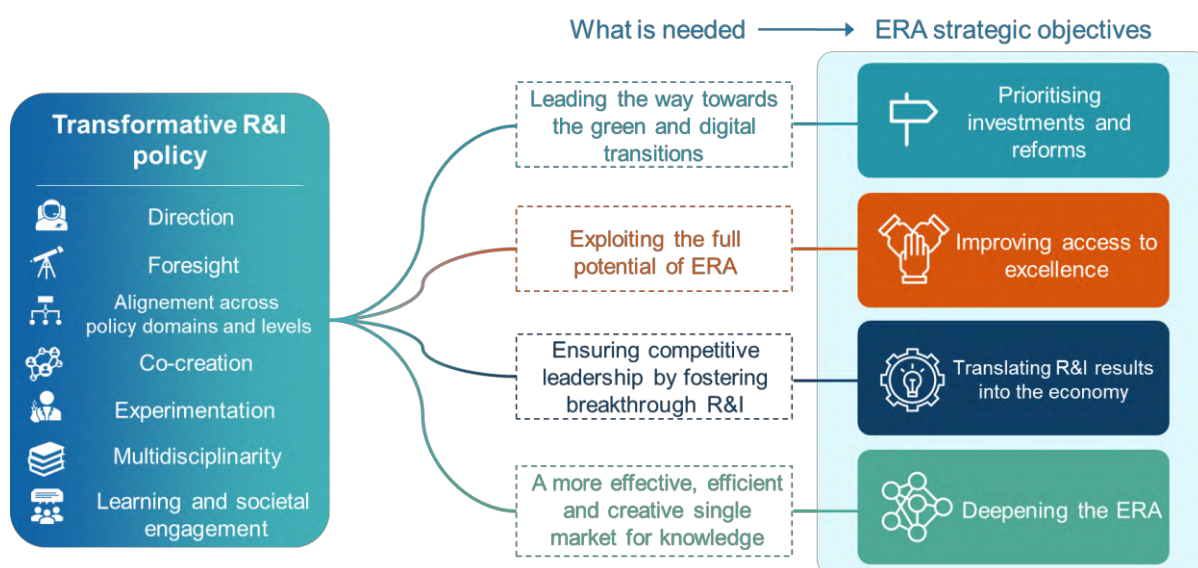 What is needed
ERA strategic objectives
Transformative R&I
policy
Direction
Foresight
Alignement across
policy domains and levels
Co-creation
Experimentation
Multidisciplinarity
Learning and societal
engagement
Leading the way towards
the green and digital
transitions
Prioritising
investments and
reforms
Exploiting the full
potential of ERA
Improving access to
excellence
Ensuring competitive
leadership by fostering
breakthrough R&I
Translating R&I results
into the economy
A more effective, efficient
and creative single
market for knowledge
Deepening the ERA